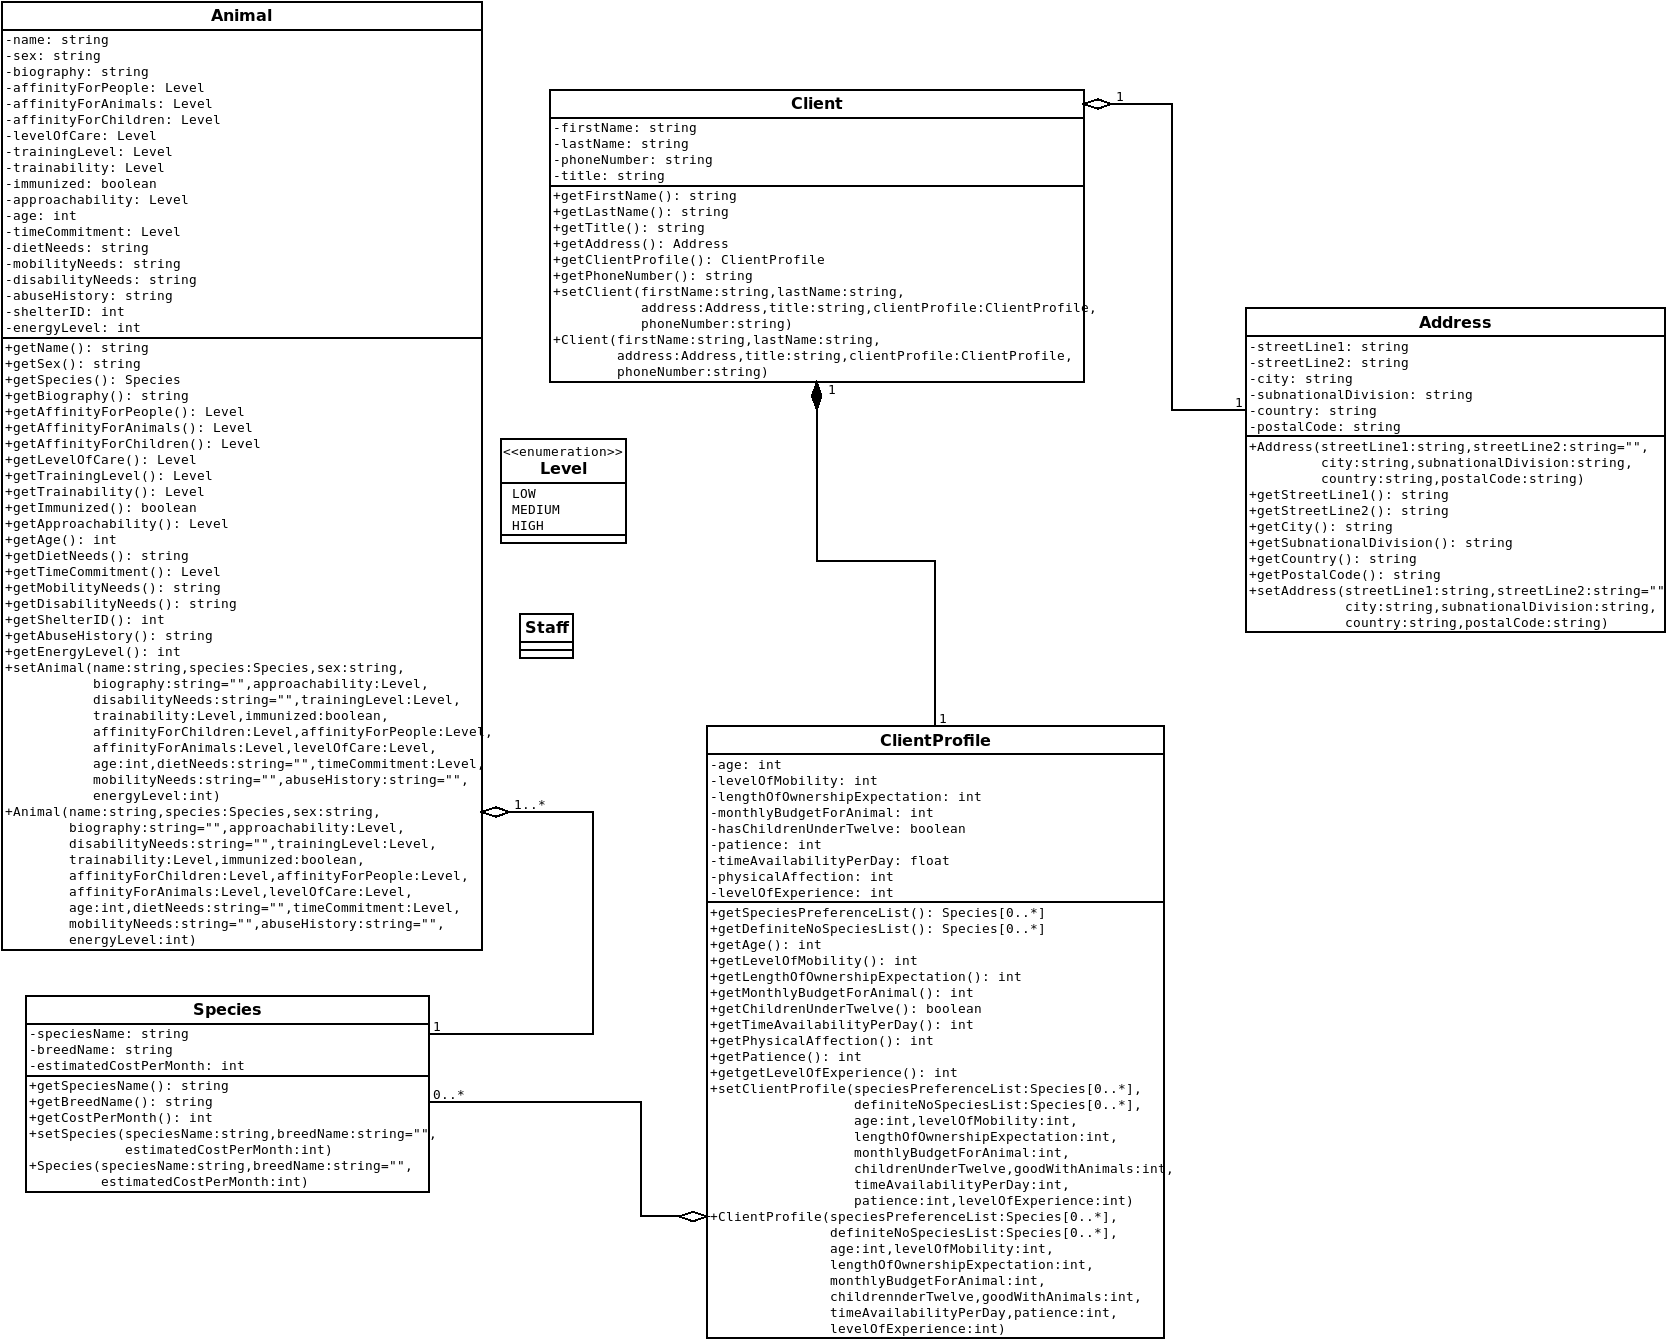 Animal
-name: string
-sex: string
-biography: string
-affinityForPeople: Level
-affinityForAnimals: Level
-affinityForChildren: Level
-levelOfCare: Level
-trainingLevel: Level
-trainability: Level
-immunized: boolean
-approachability: Level
-age: int
-timeCommitment: Level
-dietNeeds: string
-mobilityNeeds: string
-disabilityNeeds: string
-abuseHistory: string
-shelterID: int
-energyLevel: int
+getName(): string
+getSex(): string
+getSpecies(): Species
+getBiography(): string
+getAffinityForPeople(): Level
+getAffinityForAnimals(): Level
+getAffinityForChildren(): Level
+getLevelOfCare(): Level
+getTrainingLevel(): Level
+getTrainability(): Level
+getImmunized(): boolean
+getApproachability(): Level
+getAge(): int
+getDietNeeds(): string
+getTimeCommitment(): Level
+getMobilityNeeds(): string
+getDisabilityNeeds(): string
+getShelterID(): int
+getAbuseHistory(): string
+getEnergyLevel(): int
+setAnimal(name:string,species:Species,sex:string,
biography:string="",approachability:Level,
disabilityNeeds:string="",trainingLevel:Level,
trainability:Level,immunized:boolean,
affinityForChildren:Level,affinityForPeople:Level,
affinityForAnimals:Level,levelOfCare:Level,
age:int,dietNeeds:string="",timeCommitment:Level,
mobilityNeeds:string="",abuseHistory:string="",
energyLevel:int)
+Animal(name:string,species:Species,sex:string,
biography:string="",approachability:Level,
disabilityNeeds:string="",trainingLevel:Level,
trainability:Level,immunized:boolean,
affinityForChildren:Level,affinityForPeople:Level,
affinityForAnimals:Level,levelOfCare:Level,
age:int,dietNeeds:string="",timeCommitment:Level,
mobilityNeeds:string="",abuseHistory:string="",
energyLevel:int)
1..*
Species
-speciesName: string
-breedName: string
-estimatedCostPerMonth: int
+getSpeciesName(): string
+getBreedName(): string
+getCostPerMonth(): int
+setSpecies(speciesName:string,breedName:string="",
estimatedCostPerMonth:int)
+Species(speciesName:string,breedName:string="",
estimatedCostPerMonth:int)
1
0..*
<<enumeration>>
Level
LOW
MEDIUM
HIGH
Staff
Client
-firstName: string
-lastName: string
-phoneNumber: string
-title: string
+getFirstName(): string
+getLastName(): string
+getTitle(): string
+getAddress(): Address
+getClientProfile(): ClientProfile
+getPhoneNumber(): string
+setClient(firstName:string,lastName:string,
address:Address,title:string,clientProfile:ClientProfile,
phoneNumber:string)
+Client(firstName:string,lastName:string,
address:Address,title:string,clientProfile:ClientProfile,
phoneNumber:string)
1
1
1
1
ClientProfile
-age: int
-levelOfMobility: int
-lengthOfOwnershipExpectation: int
-monthlyBudgetForAnimal: int
-hasChildrenUnderTwelve: boolean
-patience: int
-timeAvailabilityPerDay: float
-physicalAffection: int
-levelOfExperience: int
+getSpeciesPreferenceList(): Species[0..*]
+getDefiniteNoSpeciesList(): Species[0..*]
+getAge(): int
+getLevelOfMobility(): int
+getLengthOfOwnershipExpectation(): int
+getMonthlyBudgetForAnimal(): int
+getChildrenUnderTwelve(): boolean
+getTimeAvailabilityPerDay(): int
+getPhysicalAffection(): int
+getPatience(): int
+getgetLevelOfExperience(): int
+setClientProfile(speciesPreferenceList:Species[0..*],
definiteNoSpeciesList:Species[0..*],
age:int,levelOfMobility:int,
lengthOfOwnershipExpectation:int,
monthlyBudgetForAnimal:int,
childrenUnderTwelve,goodWithAnimals:int,
timeAvailabilityPerDay:int,
patience:int,levelOfExperience:int)
+ClientProfile(speciesPreferenceList:Species[0..*],
definiteNoSpeciesList:Species[0..*],
age:int,levelOfMobility:int,
lengthOfOwnershipExpectation:int,
monthlyBudgetForAnimal:int,
childrennderTwelve,goodWithAnimals:int,
timeAvailabilityPerDay,patience:int,
levelOfExperience:int)
Address
-streetLine1: string
-streetLine2: string
-city: string
-subnationalDivision: string
-country: string
-postalCode: string
+Address(streetLine1:string,streetLine2:string="",
city:string,subnationalDivision:string,
country:string,postalCode:string)
+getStreetLine1(): string
+getStreetLine2(): string
+getCity(): string
+getSubnationalDivision(): string
+getCountry(): string
+getPostalCode(): string
+setAddress(streetLine1:string,streetLine2:string=""
city:string,subnationalDivision:string,
country:string,postalCode:string)